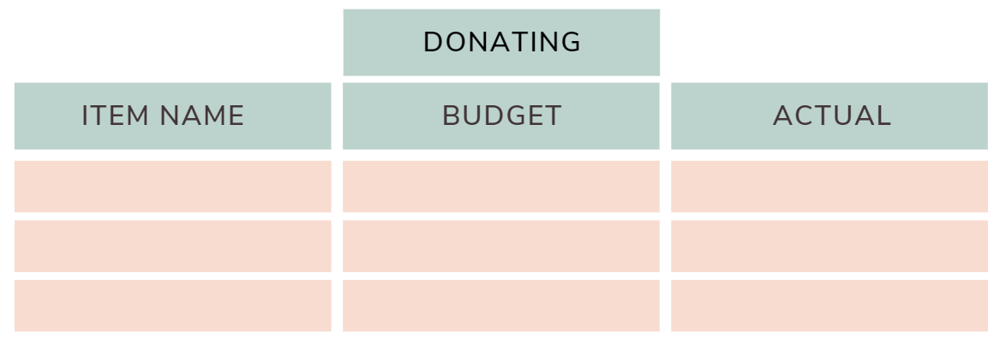 DONATING
ITEM NAME BUDGET ACTUAL